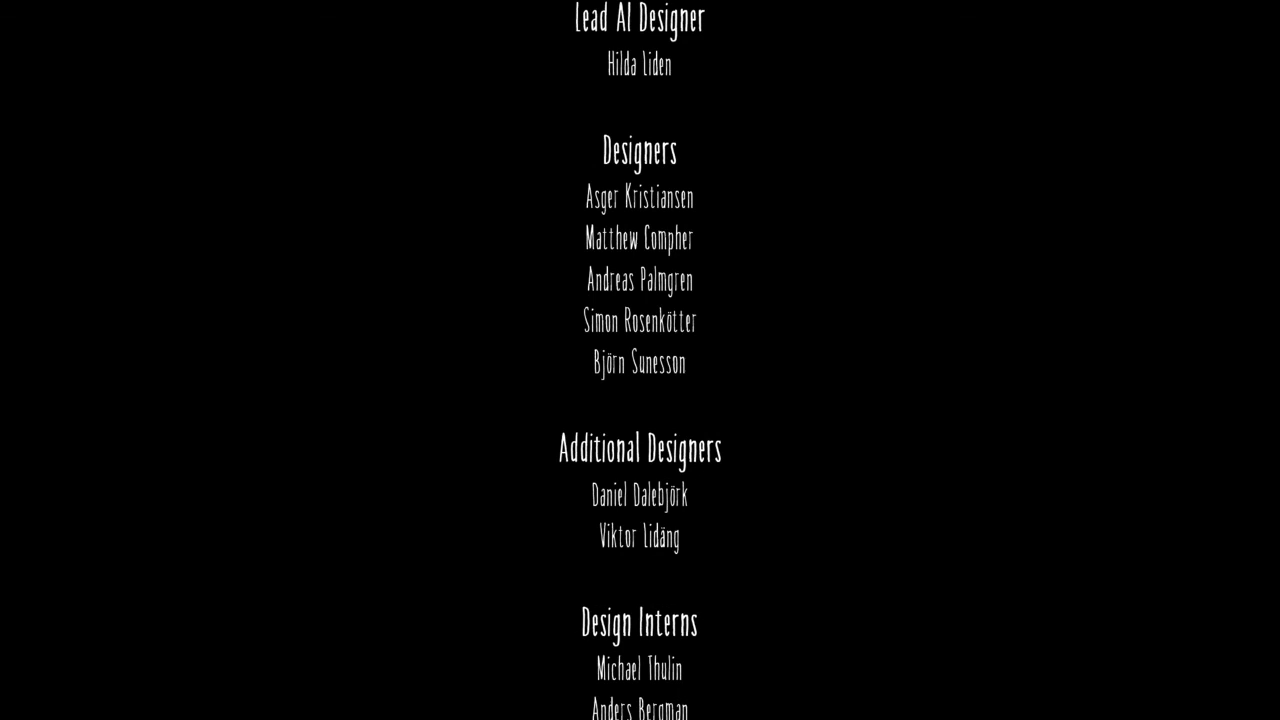 Lead AI Designer
Hilda Liden
Designers
Asger Kristiansen
Matthew Compher
Andreas Palmgren
Simon Rosenkötter
Björn Sunesson
Additional Designers
Daniel Dalebjörk
Viktor Lidäng
Design Interns
Michael Thulin
Anders Bergman